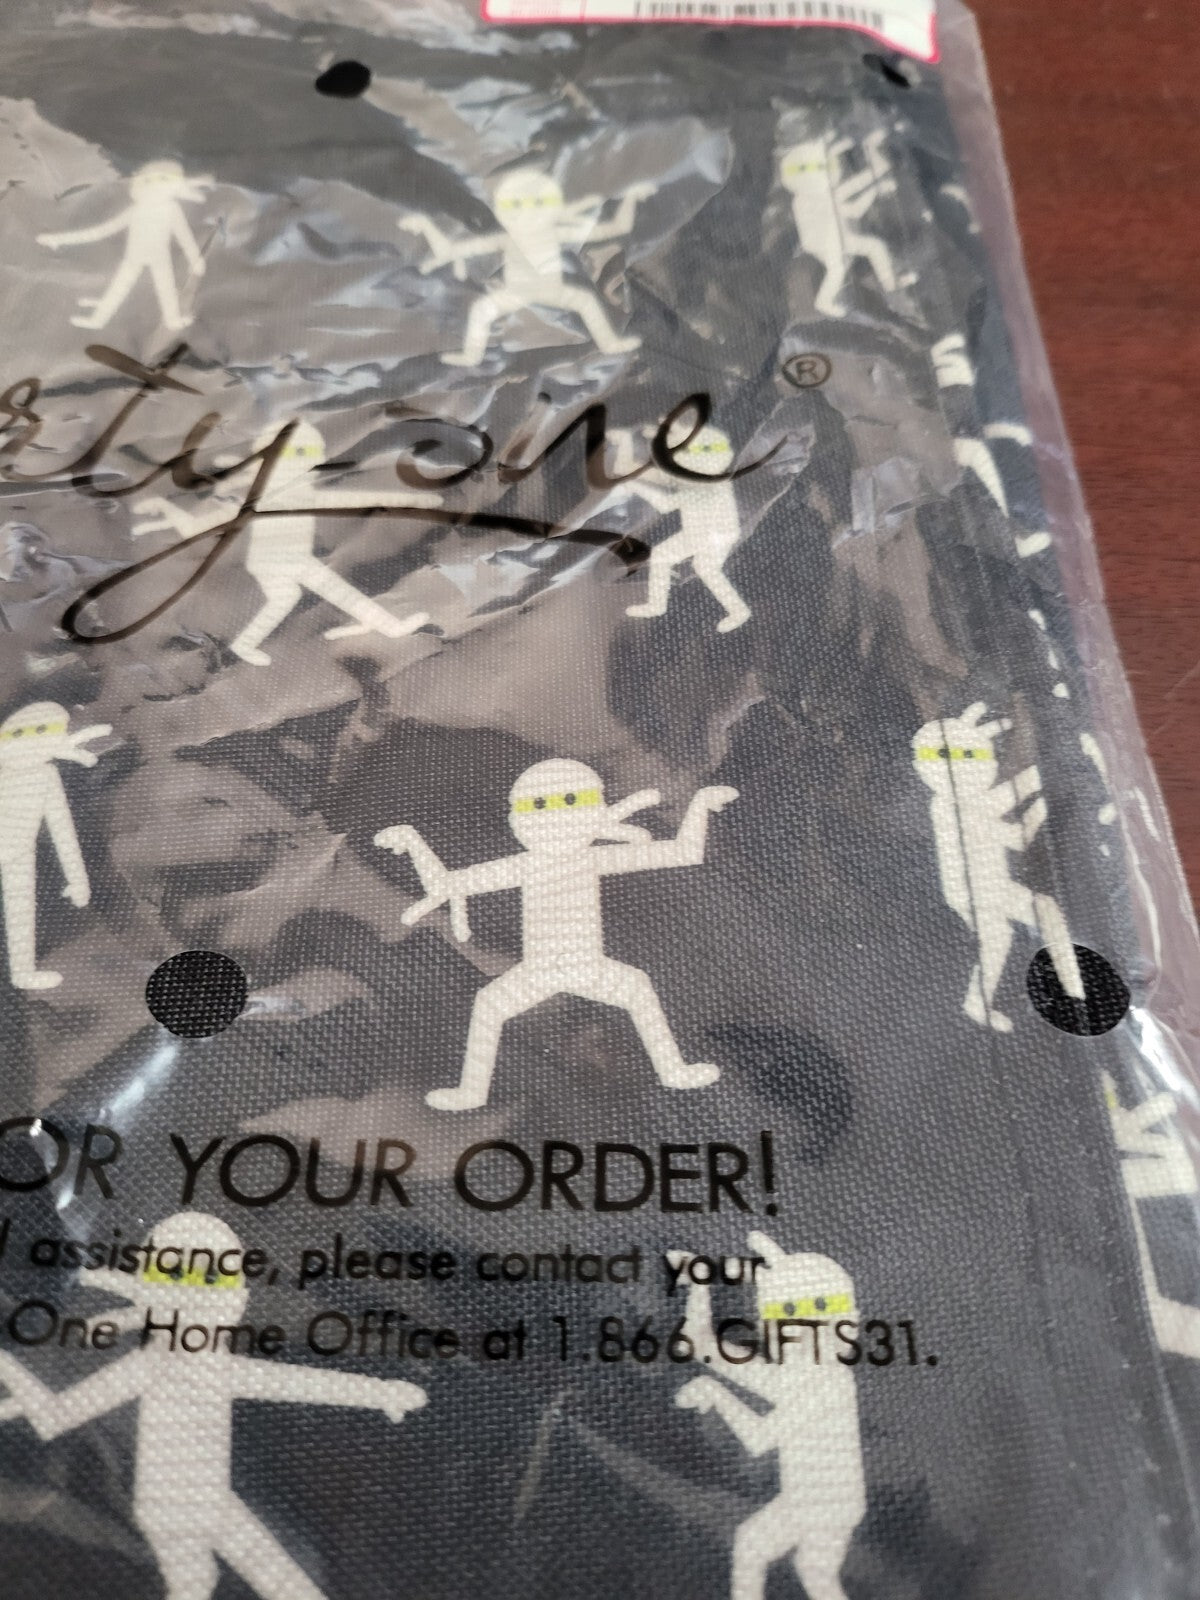 rty-one®
OR YOUR ORDER!
assistance, please contact your
One Home Office at 1.866.GIFTS31.